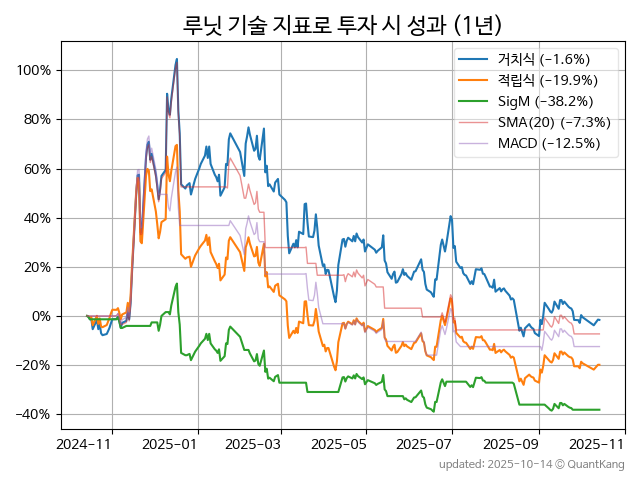 루닛 기술 지표로 투자 시 성과 (1년)
거치식 (-1.6%)
적립식 (-19.9%)
SigM (-38.2%)
SMA(20) (-7.3%)
MACD (-12.5%)
100%
80%
60%
40%
20%
0%
−20%
−40%
2024-11
2025-01
2025-03
2025-05
2025-07
2025-09
2025-11
updated: 2025-10-14 © QuantKang